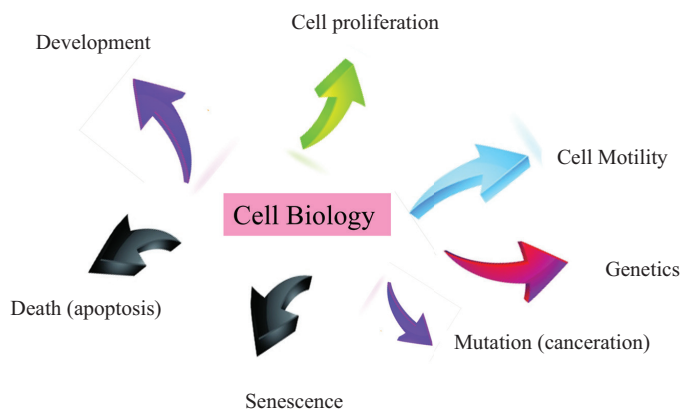 Cell proliferation
Development
Cell Motility
Cell Biology
Genetics
Death (apoptosis)
Mutation (canceration)
Senescence